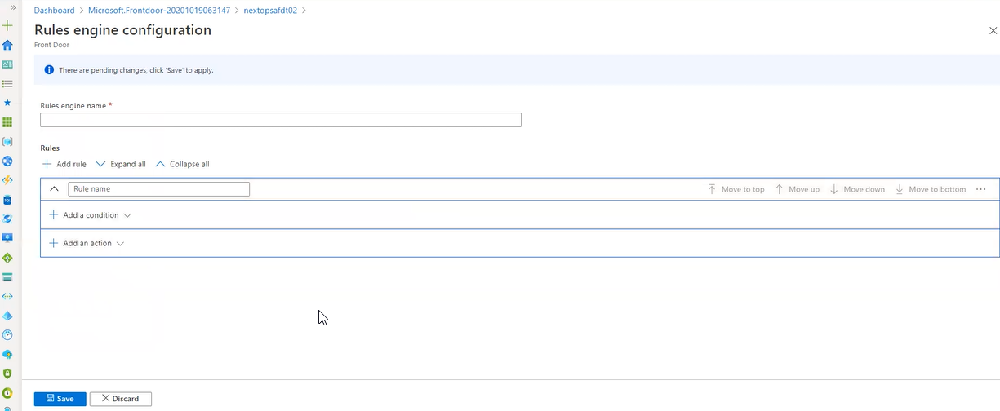 Dashboard > Microsoft.Frontdoor-20201019063147 > nextopsafdt02 >
Rules engine configuration
Front Door
There are pending changes, click 'Save' to apply.
Rules engine name *
Rules
Add rule Expand all Collapse all
Rule name Move to top Move up Move down Move to bottom ...
Add a condition
Add an action
Save Discard